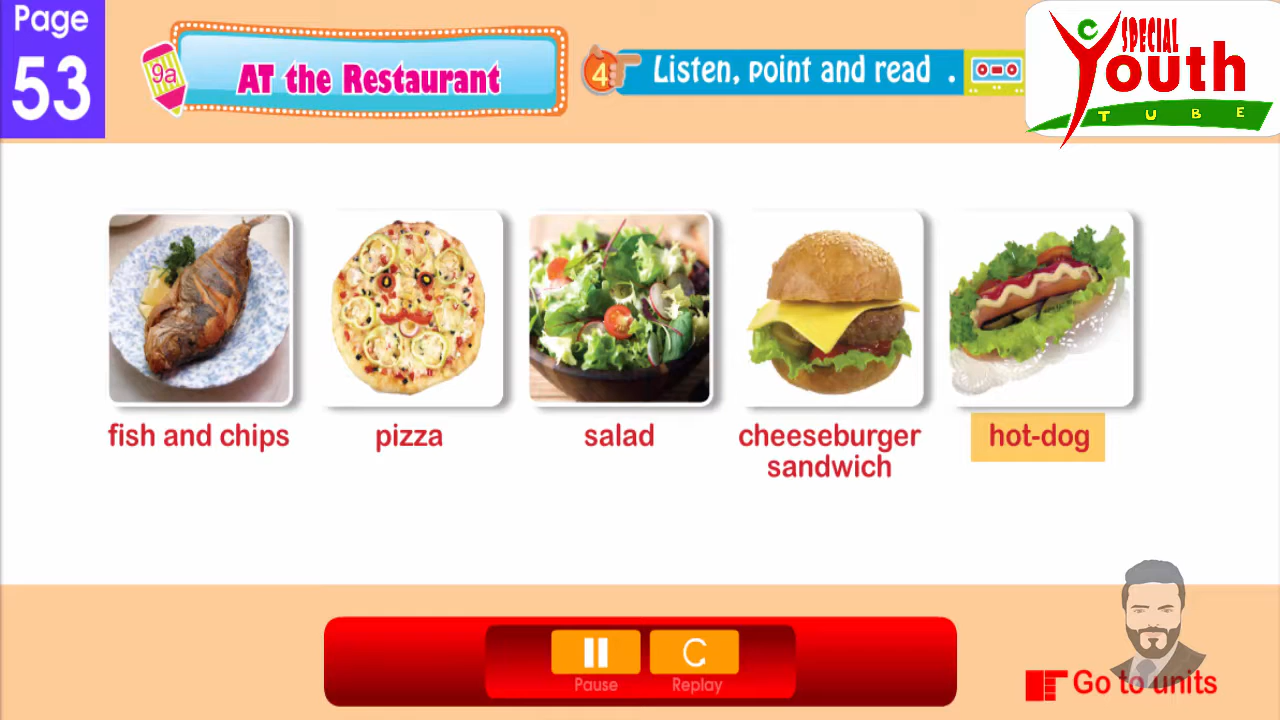 Page
53
9a
AT the Restaurant
4
Listen, point and read .
SPECIAL
Youth
TUBE
fish and chips
pizza
salad
cheeseburger
sandwich
hot-dog
Pause
Replay
Go to units